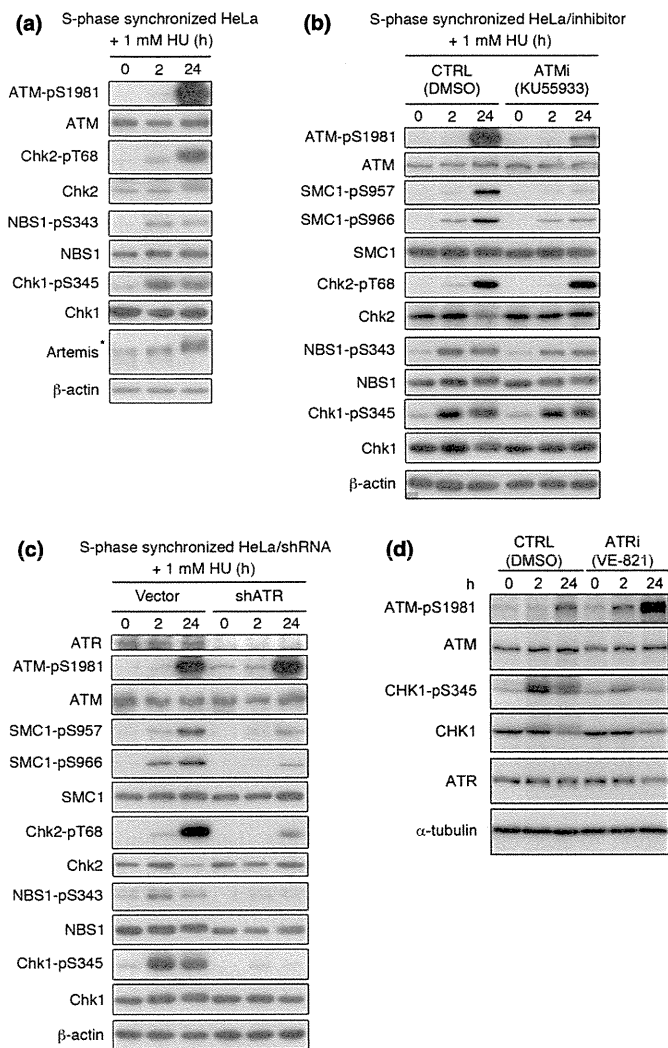 (a)
S-phase synchronized HeLa
+ 1 mM HU (h)
0 2 24
ATM-pS1981
ATM
Chk2-pT68
Chk2
NBS1-pS343
NBS1
Chk1-pS345
Chk1
Artemis*
β-actin
(b)
S-phase synchronized HeLa/inhibitor
+ 1 mM HU (h)
CTRL ATMi
(DMSO) (KU55933)
0 2 24 0 2 24
ATM-pS1981
ATM
SMC1-pS957
SMC1-pS966
SMC1
Chk2-pT68
Chk2
NBS1-pS343
NBS1
Chk1-pS345
Chk1
β-actin
(c)
S-phase synchronized HeLa/shRNA
+ 1 mM HU (h)
Vector shATR
0 2 24 0 2 24
ATR
ATM-pS1981
ATM
SMC1-pS957
SMC1-pS966
SMC1
Chk2-pT68
Chk2
NBS1-pS343
NBS1
Chk1-pS345
Chk1
β-actin
(d)
CTRL ATRi
(DMSO) (VE-821)
h 0 2 24 0 2 24
ATM-pS1981
ATM
CHK1-pS345
CHK1
ATR
α-tubulin